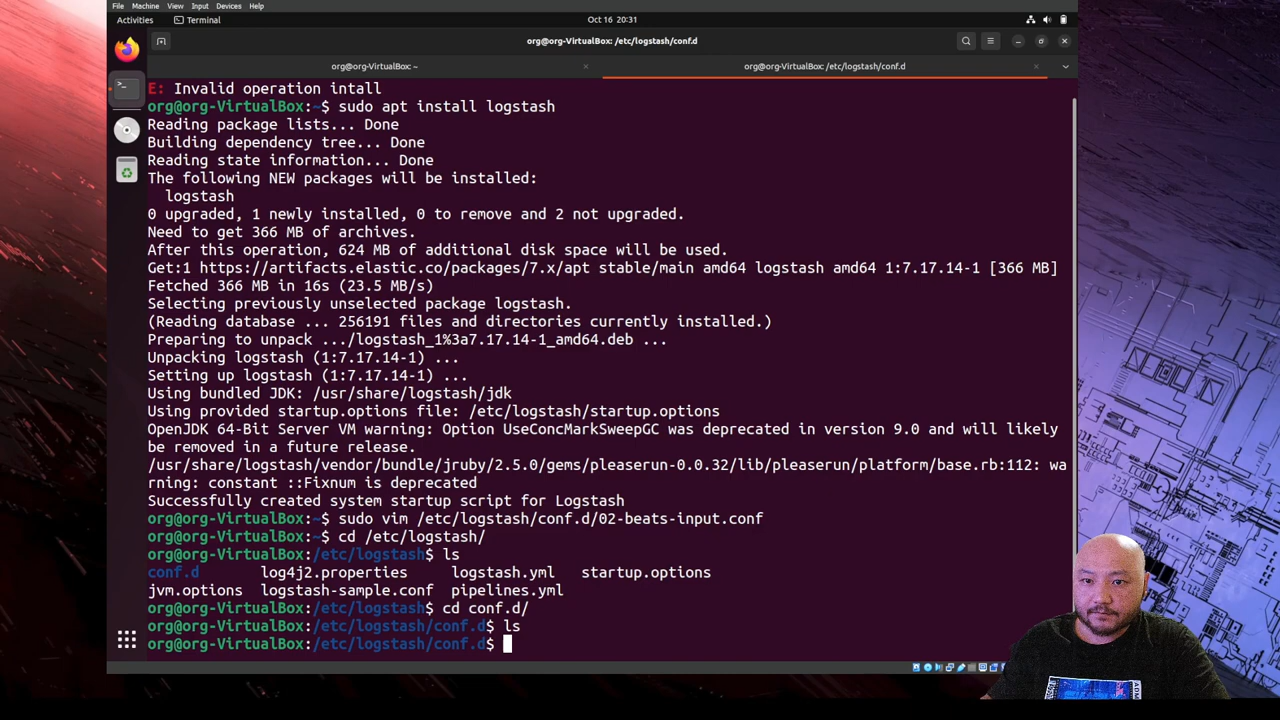 File Machine View Input Devices Help
Activities Terminal Oct 16 20:31
org@org-VirtualBox: /etc/logstash/conf.d
org@org-VirtualBox: ~ org@org-VirtualBox: /etc/logstash/conf.d
E: Invalid operation intall
org@org-VirtualBox:~$ sudo apt install logstash
Reading package lists... Done
Building dependency tree... Done
Reading state information... Done
The following NEW packages will be installed:
logstash
0 upgraded, 1 newly installed, 0 to remove and 2 not upgraded.
Need to get 366 MB of archives.
After this operation, 624 MB of additional disk space will be used.
Get:1 https://artifacts.elastic.co/packages/7.x/apt stable/main amd64 logstash amd64 1:7.17.14-1 [366 MB]
Fetched 366 MB in 16s (23.5 MB/s)
Selecting previously unselected package logstash.
(Reading database ... 256191 files and directories currently installed.)
Preparing to unpack .../logstash_1%3a7.17.14-1_amd64.deb ...
Unpacking logstash (1:7.17.14-1) ...
Setting up logstash (1:7.17.14-1) ...
Using bundled JDK: /usr/share/logstash/jdk
Using provided startup.options file: /etc/logstash/startup.options
OpenJDK 64-Bit Server VM warning: Option UseConcMarkSweepGC was deprecated in version 9.0 and will likely
be removed in a future release.
/usr/share/logstash/vendor/bundle/jruby/2.5.0/gems/pleaserun-0.0.32/lib/pleaserun/platform/base.rb:112: wa
rning: constant ::Fixnum is deprecated
Successfully created system startup script for Logstash
org@org-VirtualBox:~$ sudo vim /etc/logstash/conf.d/02-beats-input.conf
org@org-VirtualBox:~$ cd /etc/logstash/
org@org-VirtualBox:/etc/logstash$ ls
conf.d log4j2.properties logstash.yml startup.options
jvm.options logstash-sample.conf pipelines.yml
org@org-VirtualBox:/etc/logstash$ cd conf.d/
org@org-VirtualBox:/etc/logstash/conf.d$ ls
org@org-VirtualBox:/etc/logstash/conf.d$